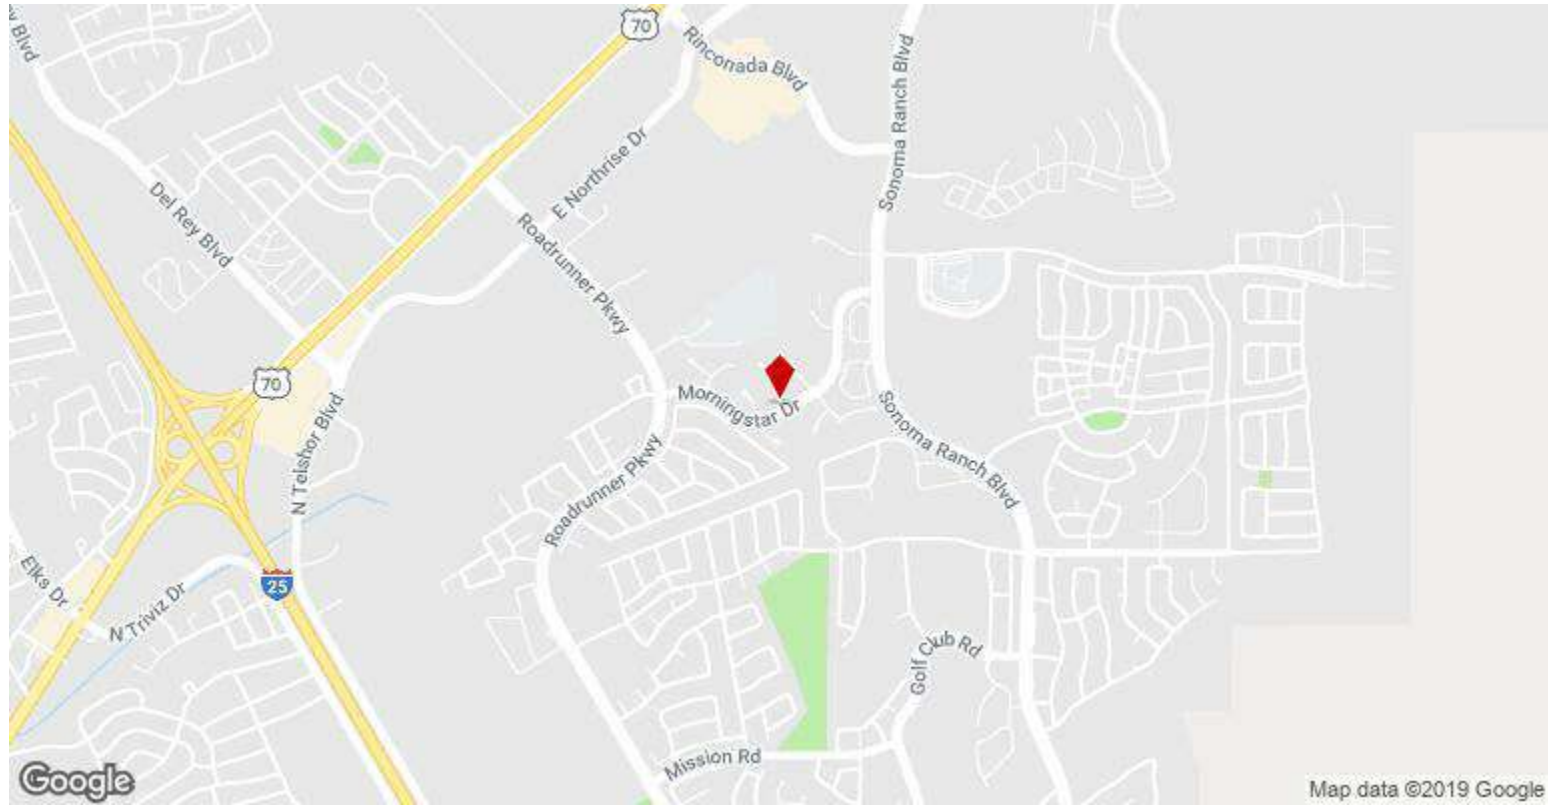 ey Blvd
70
Rinconada Blvd
Sonoma Ranch Blvd
E Northrise Dr
Del Rey Blvd
Roadrunner Pkwy
70
Morningstar Dr
N Telshor Blvd
Sonoma Ranch Blvd
Roadrunner Pkwy
Elks Dr
25
N Triviz Dr
Golf Club Rd
Mission Rd
Google
Map data ©2019 Google